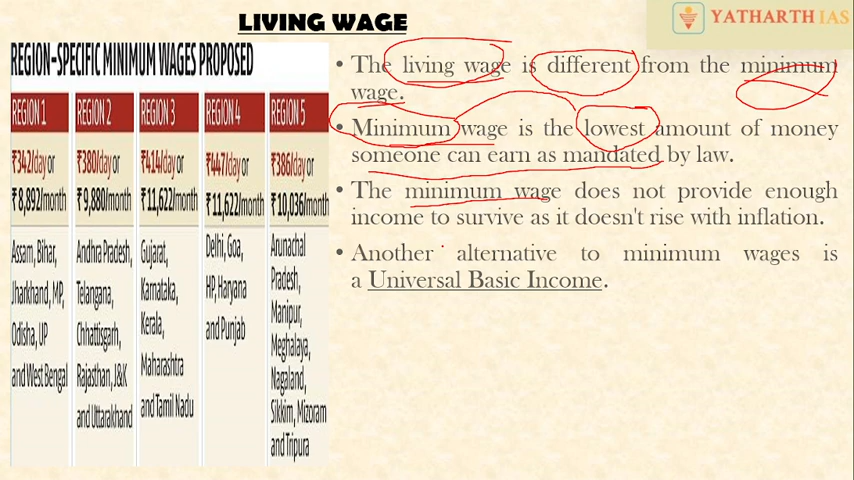 LIVING WAGE
YATHARTH IAS
REGION-SPECIFIC MINIMUM WAGES PROPOSED
REGION 1
₹342/day or
₹8,892/month
Assam, Bihar,
Jharkhand, MP,
Odisha, UP
and West Bengal
REGION 2
₹380/day or
₹9,880/month
Andhra Pradesh,
Telangana,
Chhattisgarh,
Rajasthan, J&K
and Uttarakhand
REGION 3
₹414/day or
₹11,622/month
Gujarat,
Karnataka,
Kerala,
Maharashtra
and Tamil Nadu
REGION 4
₹447/day or
₹11,622/month
Delhi, Goa,
HP, Haryana
and Punjab
REGION 5
₹386/day or
₹10,036/month
Arunachal
Pradesh,
Manipur,
Meghalaya,
Nagaland,
Sikkim, Mizoram
and Tripura
• The living wage is different from the minimum
wage.
• Minimum wage is the lowest amount of money
someone can earn as mandated by law.
• The minimum wage does not provide enough
income to survive as it doesn't rise with inflation.
• Another alternative to minimum wages is
a Universal Basic Income.